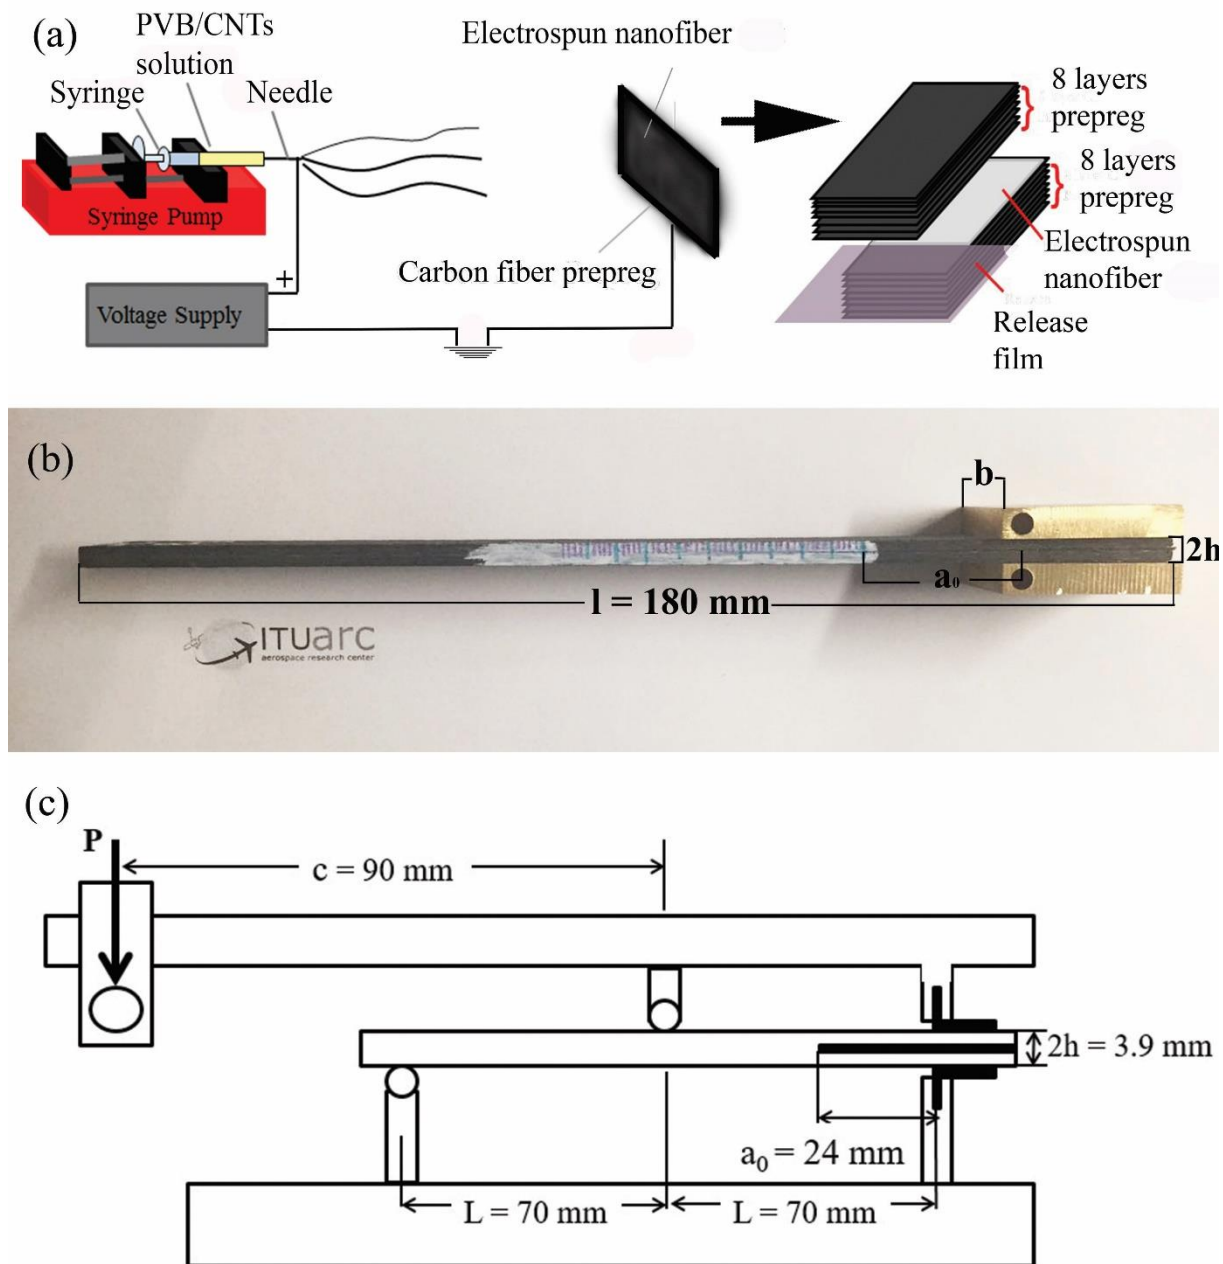 (a)
PVB/CNTs
solution
Syringe
Needle
Electrospun nanofiber
8 layers
prepreg
8 layers
prepreg
Syringe Pump
Carbon fiber prepreg
Electrospun
nanofiber
+
Voltage Supply
Release
film
(b)
b
2h
a₀
l = 180 mm
ITUarc
aerospace research center
(c)
P
c = 90 mm
2h = 3.9 mm
a₀ = 24 mm
L = 70 mm
L = 70 mm